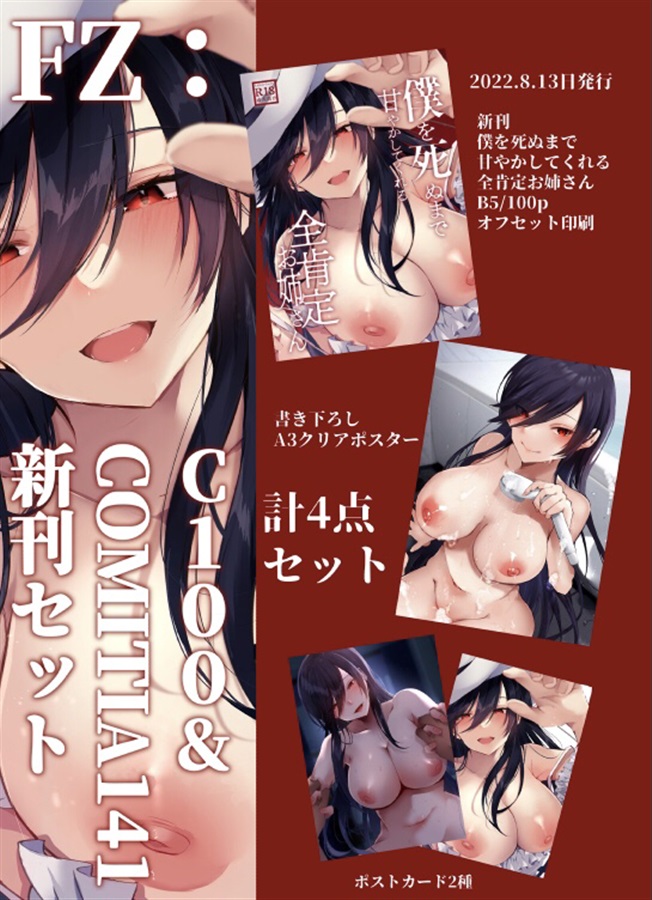 FZ：
C100&
COMITIA141
新刊セット
R18
僕を死ぬまで
甘やかしてくれる
全肯定
お姉さん
2022.8.13日発行
新刊
僕を死ぬまで
甘やかしてくれる
全肯定お姉さん
B5/100p
オフセット印刷
書き下ろし
A3クリアポスター
計4点
セット
ポストカード2種